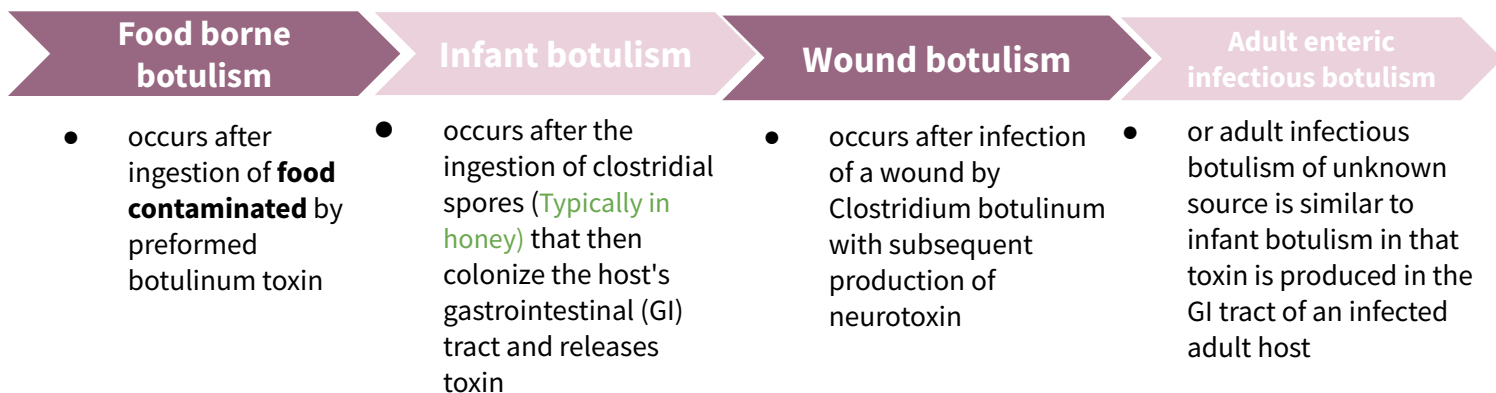 Food borne
botulism
● occurs after
ingestion of food
contaminated by
preformed
botulinum toxin
Infant botulism
● occurs after the
ingestion of clostridial
spores (Typically in
honey) that then
colonize the host's
gastrointestinal (GI)
tract and releases
toxin
Wound botulism
● occurs after infection
of a wound by
Clostridium botulinum
with subsequent
production of
neurotoxin
Adult enteric
infectious botulism
● or adult infectious
botulism of unknown
source is similar to
infant botulism in that
toxin is produced in the
GI tract of an infected
adult host